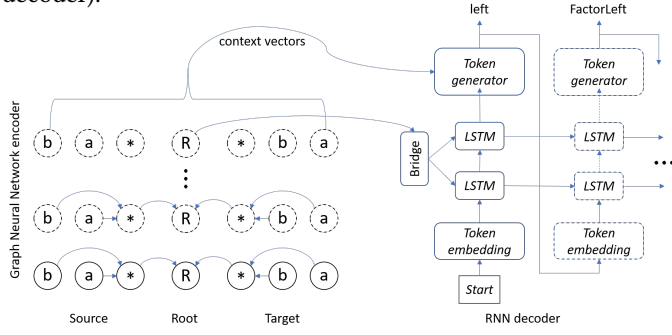 decoder).
left FactorLeft
context vectors
Token generator Token generator
Graph Neural Network encoder
b a * R * b a
Bridge
LSTM LSTM
...
LSTM LSTM
b a * R * b a
Token embedding Token embedding
b a * R * b a
Start
Source Root Target RNN decoder